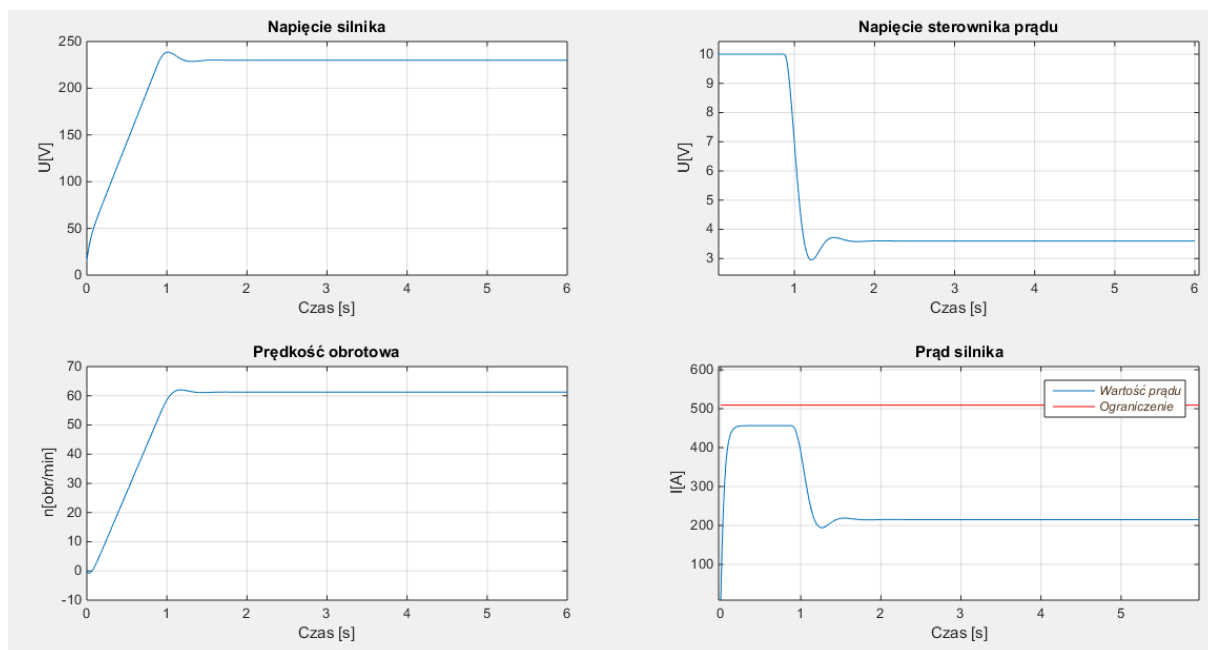 Napięcie silnika
250
200
150
100
50
0
U[V]
0 1 2 3 4 5 6
Czas [s]
Napięcie sterownika prądu
10
9
8
7
6
5
4
3
U[V]
1 2 3 4 5 6
Czas [s]
Prędkość obrotowa
70
60
50
40
30
20
10
0
-10
n[obr/min]
0 1 2 3 4 5 6
Czas [s]
Prąd silnika
600
500
400
300
200
100
I[A]
Wartość prądu
Ograniczenie
0 1 2 3 4 5
Czas [s]